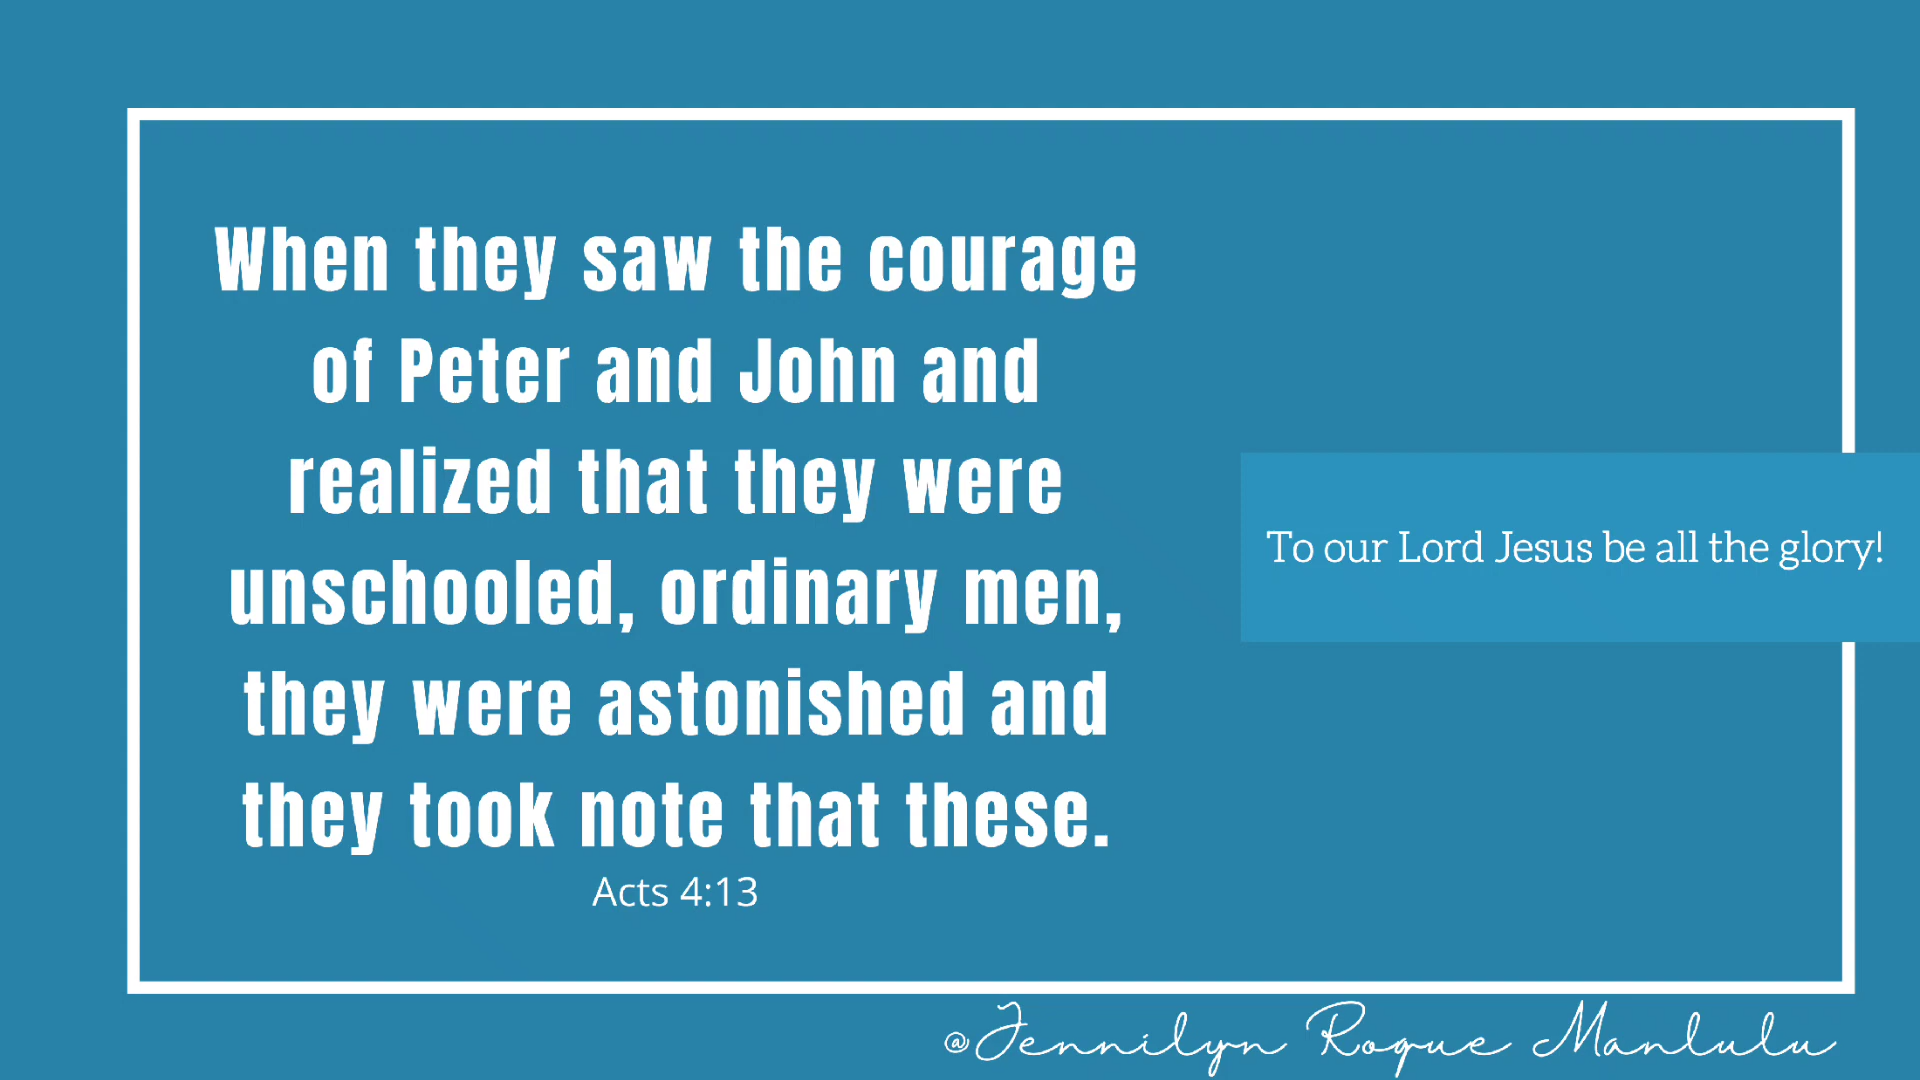 When they saw the courage
of Peter and John and
realized that they were
unschooled, ordinary men,
they were astonished and
they took note that these.
Acts 4:13
To our Lord Jesus be all the glory!
@Jennilyn Roque Manlulu